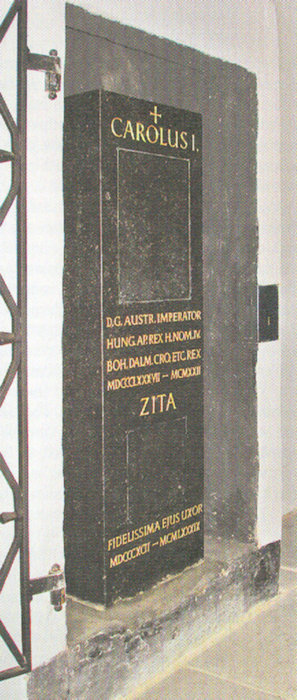 CAROLUS I.
D.G. AUSTR. IMPERATOR
HUNG. AP. REX H. NOM. IV.
BOH. DALM. CRO. ETC. REX
MDCCCLXXXVII – MCMXXII
ZITA
FIDELISSIMA EJUS UXOR
MDCCCXCII – MCMLXXXIX